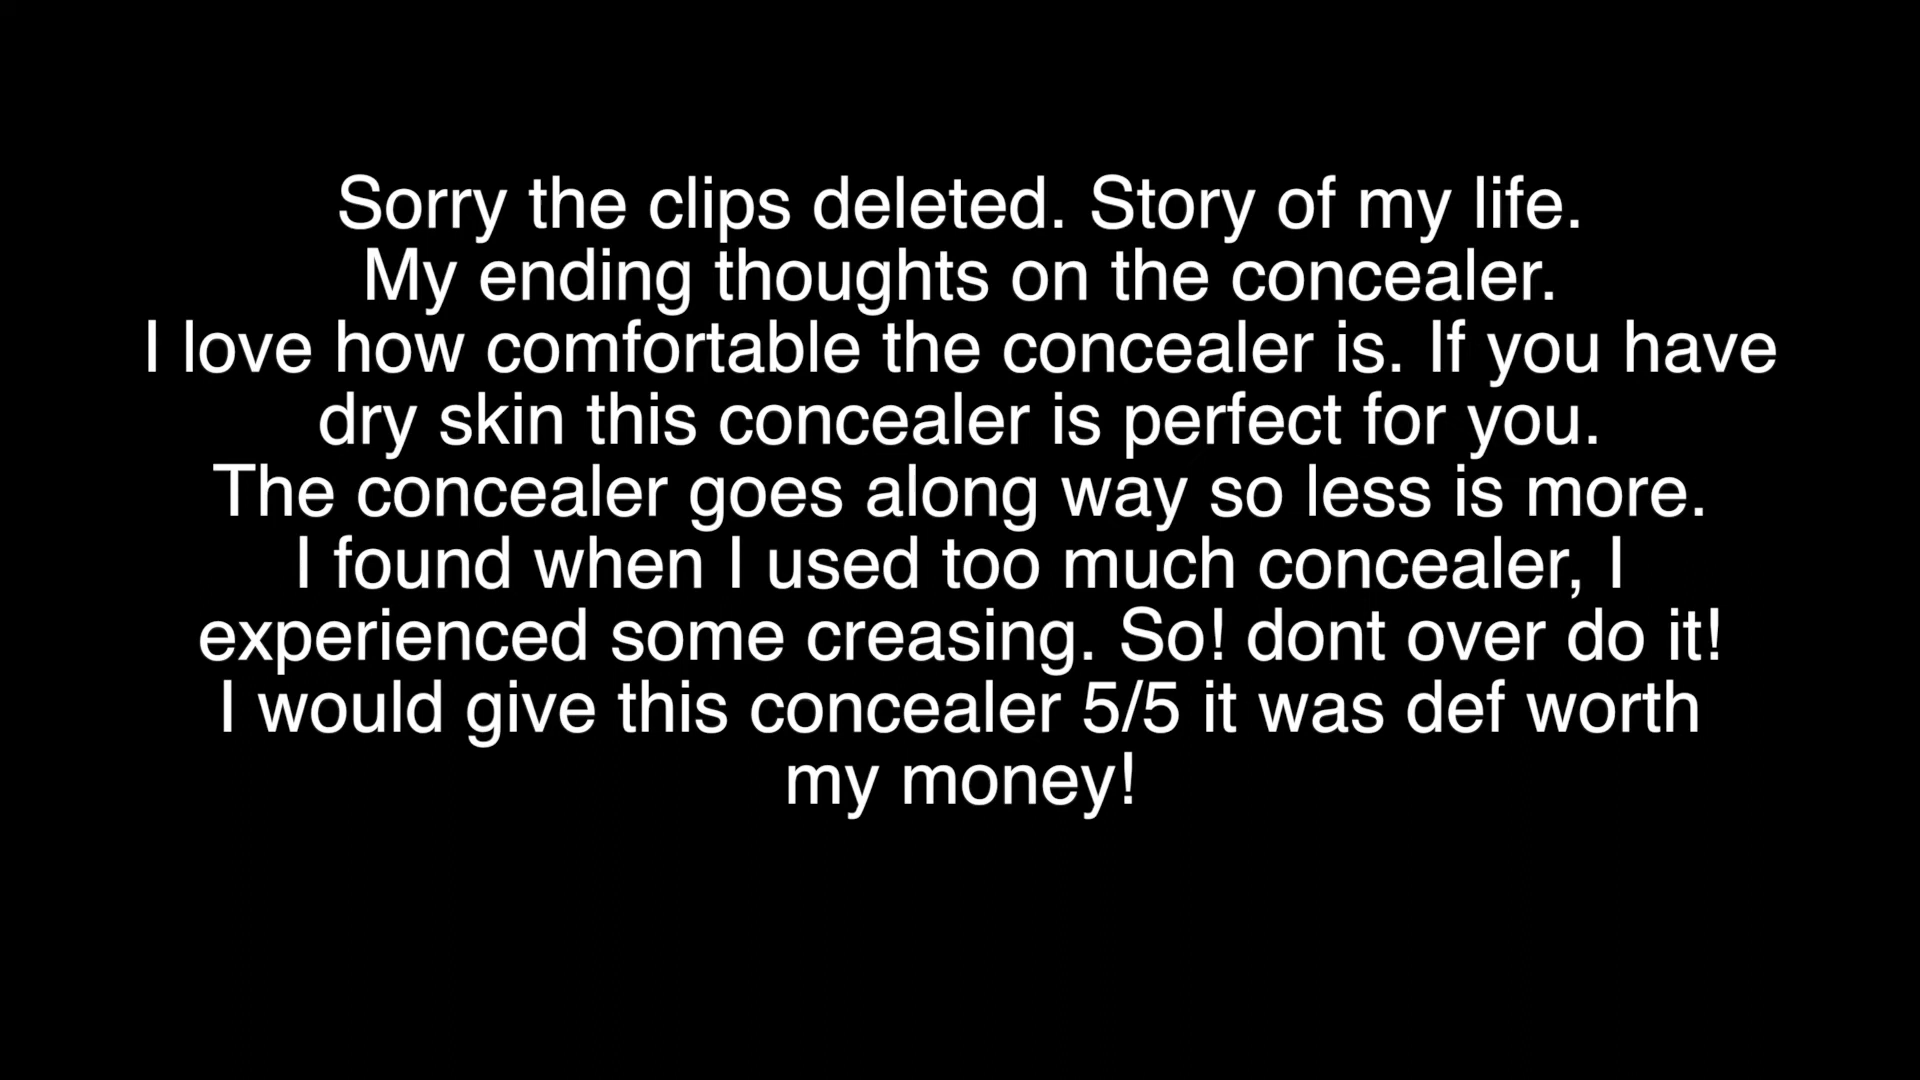 Sorry the clips deleted. Story of my life.
My ending thoughts on the concealer.
I love how comfortable the concealer is. If you have
dry skin this concealer is perfect for you.
The concealer goes along way so less is more.
I found when I used too much concealer, I
experienced some creasing. So! dont over do it!
I would give this concealer 5/5 it was def worth
my money!